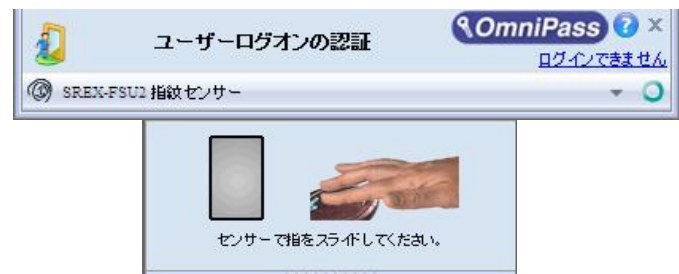 ユーザーログオンの認証
OmniPass
?
ログインできません
SREX-FSU2 指紋センサー
センサーで指をスライドしてください。